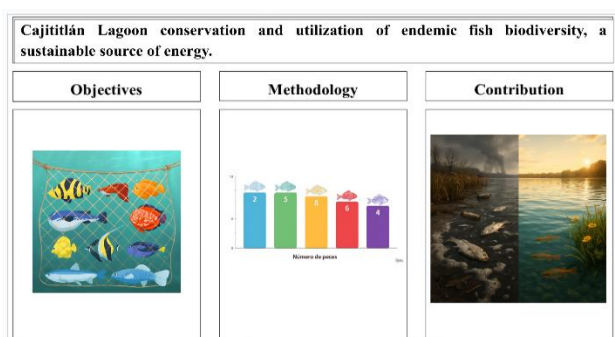 Cajititlán Lagoon conservation and utilization of endemic fish biodiversity, a
sustainable source of energy.
Objectives
Methodology
Contribution
2
5
8
6
4
Número de peces